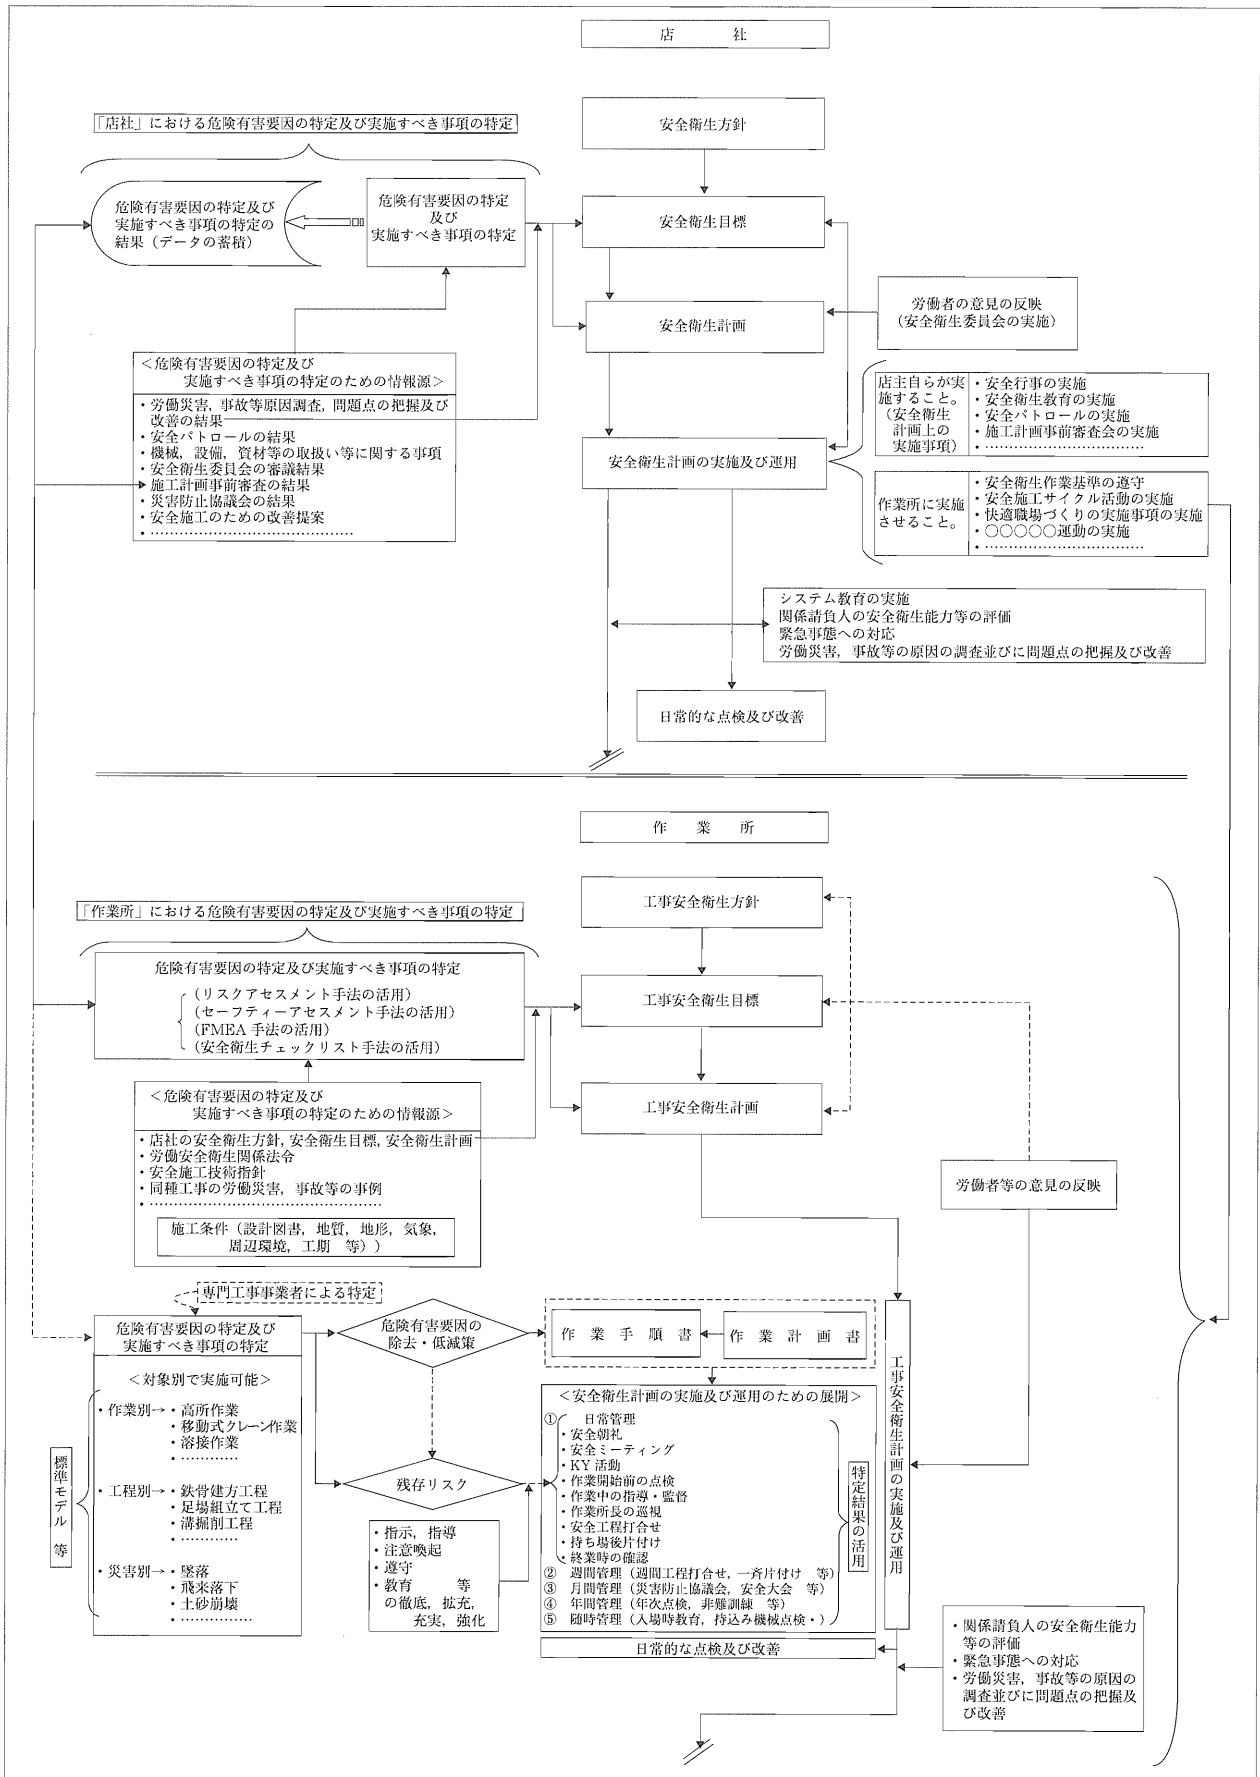 店　社
安全衛生方針
「店社」における危険有害要因の特定及び実施すべき事項の特定
危険有害要因の特定及び
実施すべき事項の特定の
結果（データの蓄積）
危険有害要因の特定
及び
実施すべき事項の特定
安全衛生目標
安全衛生計画
労働者の意見の反映
（安全衛生委員会の実施）
＜危険有害要因の特定及び
実施すべき事項の特定のための情報源＞
・労働災害，事故等原因調査，問題点の把握及び
改善の結果
・安全パトロールの結果
・機械，設備，資材等の取扱い等に関する事項
・安全衛生委員会の審議結果
・施工計画事前審査の結果
・災害防止協議会の結果
・安全施工のための改善提案
・………………………………
安全衛生計画の実施及び運用
店主自らが実
施すること。
（安全衛生
計画上の
実施事項）
・安全行事の実施
・安全衛生教育の実施
・安全パトロールの実施
・施工計画事前審査会の実施
・…………………………
作業所に実施
させること。
・安全衛生作業基準の遵守
・安全施工サイクル活動の実施
・快適職場づくりの実施事項の実施
・○○○○○運動の実施
・…………………………
システム教育の実施
関係請負人の安全衛生能力等の評価
緊急事態への対応
労働災害，事故等の原因の調査並びに問題点の把握及び改善
日常的な点検及び改善
作　業　所
工事安全衛生方針
「作業所」における危険有害要因の特定及び実施すべき事項の特定
危険有害要因の特定及び実施すべき事項の特定
（リスクアセスメント手法の活用）
（セーフティーアセスメント手法の活用）
（FMEA 手法の活用）
（安全衛生チェックリスト手法の活用）
工事安全衛生目標
工事安全衛生計画
＜危険有害要因の特定及び
実施すべき事項の特定のための情報源＞
・店社の安全衛生方針，安全衛生目標，安全衛生計画
・労働安全衛生関係法令
・安全施工技術指針
・同種工事の労働災害，事故等の事例
・………………………………
施工条件（設計図書，地質，地形，気象，
周辺環境，工期　等））
労働者等の意見の反映
専門工事事業者による特定
危険有害要因の特定及び
実施すべき事項の特定
＜対象別で実施可能＞
・作業別→・高所作業
・移動式クレーン作業
・溶接作業
・…………
・工程別→・鉄骨建方工程
・足場組立て工程
・溝掘削工程
・…………
・災害別→・墜落
・飛来落下
・土砂崩壊
・…………
標準モデル　等
危険有害要因の
除去・低減策
残存リスク
・指示，指導
・注意喚起
・遵守
・教育　　等
の徹底，拡充，
充実，強化
作業手順書
作業計画書
＜安全衛生計画の実施及び運用のための展開＞
①　日常管理
・安全朝礼
・安全ミーティング
・KY 活動
・作業開始前の点検
・作業中の指導・監督
・作業所長の巡視
・安全工程打合せ
・持ち場後片付け
・終業時の確認
②　週間管理（週間工程打合せ，一斉片付け　等）
③　月間管理（災害防止協議会，安全大会　等）
④　年間管理（年次点検，非難訓練　等）
⑤　随時管理（入場時教育，持込み機械点検・）
特定結果の活用
日常的な点検及び改善
工事安全衛生計画の実施及び運用
・関係請負人の安全衛生能力
等の評価
・緊急事態への対応
・労働災害，事故等の原因の
調査並びに問題点の把握及
び改善